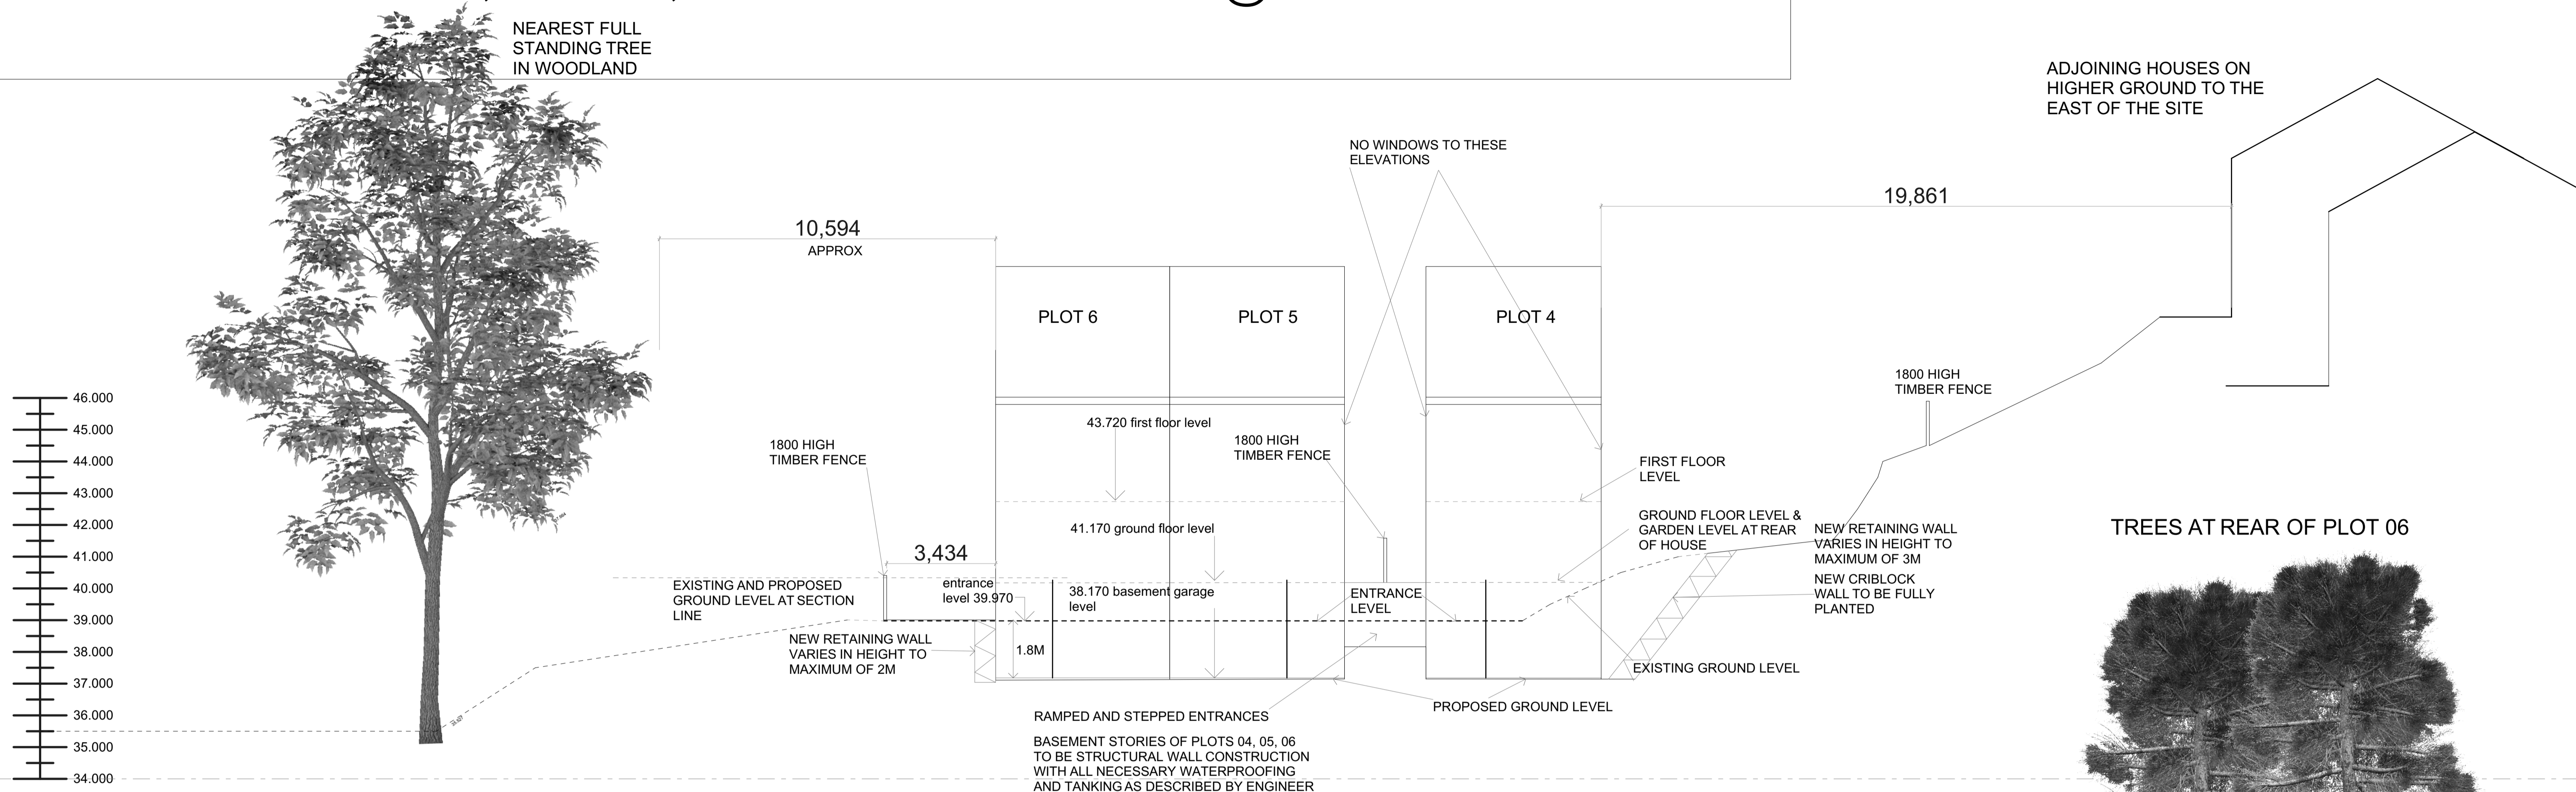 NEAREST FULL
STANDING TREE
IN WOODLAND
ADJOINING HOUSES ON
HIGHER GROUND TO THE
EAST OF THE SITE
NO WINDOWS TO THESE
ELEVATIONS
19,861
10,594
APPROX
PLOT 6
PLOT 5
PLOT 4
1800 HIGH
TIMBER FENCE
46.000
45.000
44.000
43.000
42.000
41.000
40.000
39.000
38.000
37.000
36.000
35.000
34.000
43.720 first floor level
1800 HIGH
TIMBER FENCE
1800 HIGH
TIMBER FENCE
FIRST FLOOR
LEVEL
41.170 ground floor level
GROUND FLOOR LEVEL &
GARDEN LEVEL AT REAR
OF HOUSE
NEW RETAINING WALL
VARIES IN HEIGHT TO
MAXIMUM OF 3M
TREES AT REAR OF PLOT 06
3,434
EXISTING AND PROPOSED
GROUND LEVEL AT SECTION
LINE
entrance
level 39.970
38.170 basement garage
level
ENTRANCE
LEVEL
NEW CRIBLOCK
WALL TO BE FULLY
PLANTED
NEW RETAINING WALL
VARIES IN HEIGHT TO
MAXIMUM OF 2M
1.8M
EXISTING GROUND LEVEL
PROPOSED GROUND LEVEL
RAMPED AND STEPPED ENTRANCES
BASEMENT STORIES OF PLOTS 04, 05, 06
TO BE STRUCTURAL WALL CONSTRUCTION
WITH ALL NECESSARY WATERPROOFING
AND TANKING AS DESCRIBED BY ENGINEER